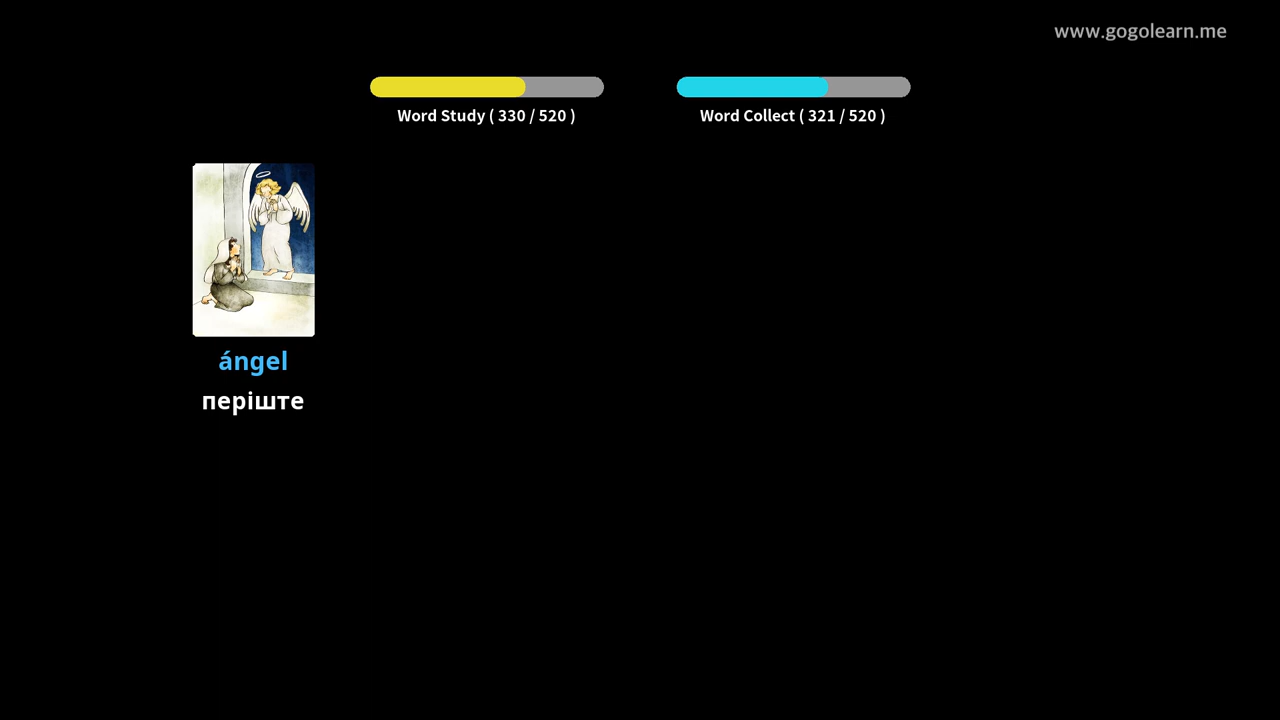 www.gogolearn.me
Word Study ( 330 / 520 )
Word Collect ( 321 / 520 )
ángel
періште